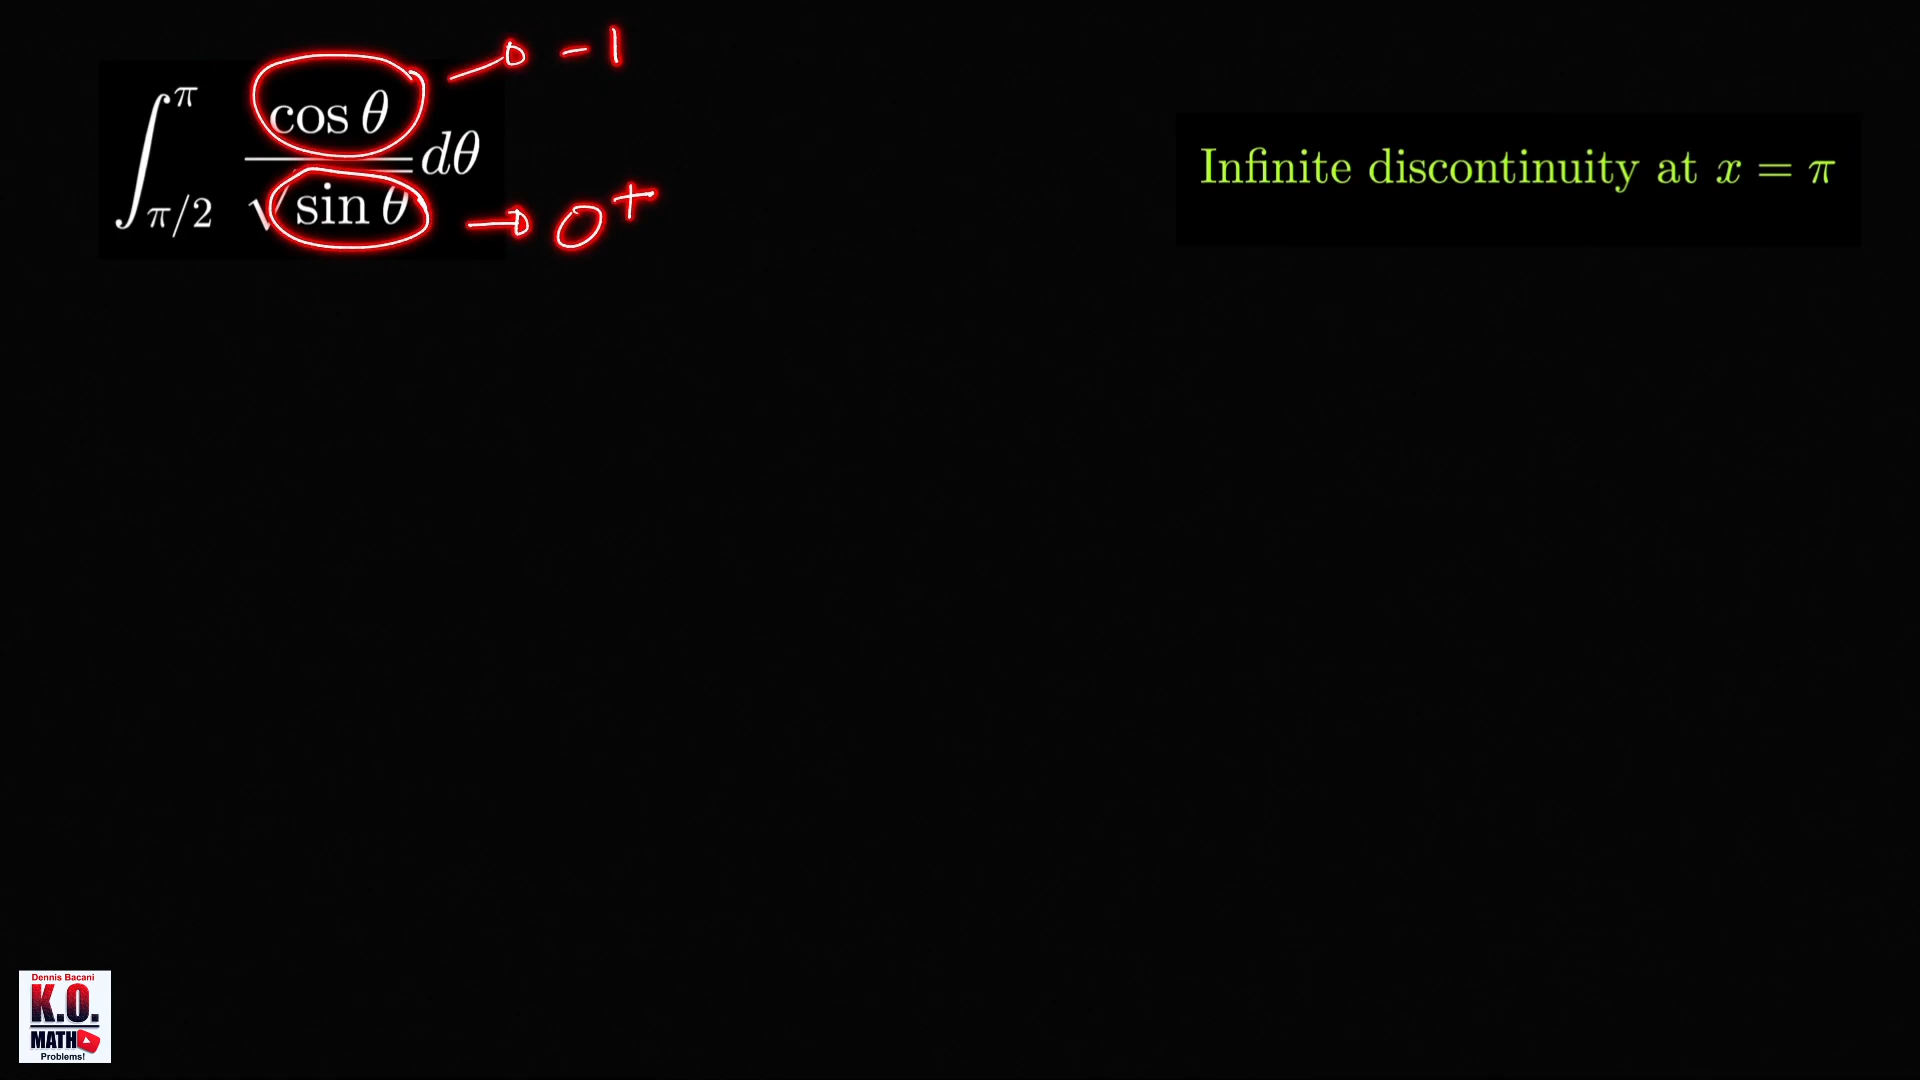 ∫_{π/2}^{π} cos θ / √sin θ dθ
→ -1
→ 0⁺
Infinite discontinuity at x = π
Dennis Bacani
K.O.
MATH
Problems!